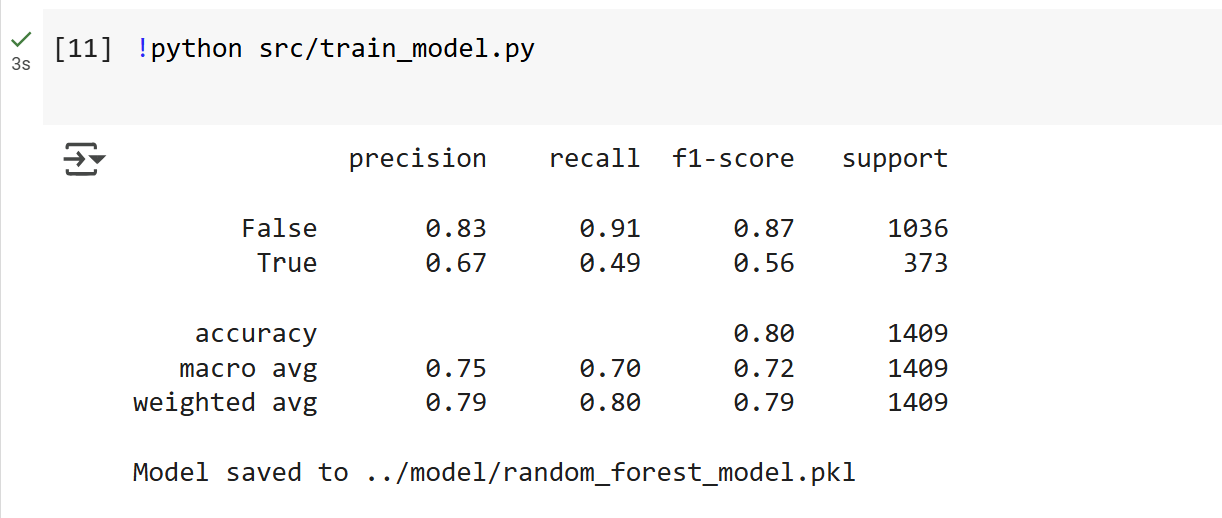 [11] !python src/train_model.py
3s
precision recall f1-score support
False 0.83 0.91 0.87 1036
True 0.67 0.49 0.56 373
accuracy 0.80 1409
macro avg 0.75 0.70 0.72 1409
weighted avg 0.79 0.80 0.79 1409
Model saved to ../model/random_forest_model.pkl